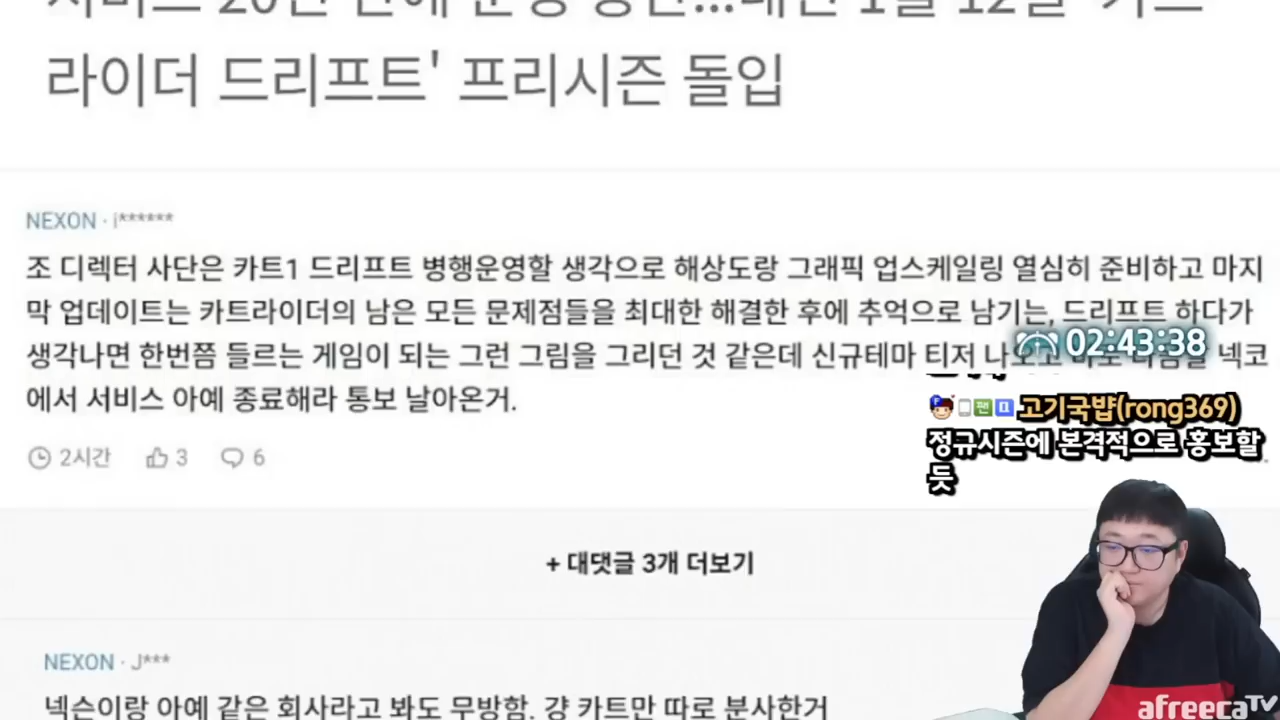 라이더 드리프트' 프리시즌 돌입
NEXON · i******
조 디렉터 사단은 카트1 드리프트 병행운영할 생각으로 해상도랑 그래픽 업스케일링 열심히 준비하고 마지
막 업데이트는 카트라이더의 남은 모든 문제점들을 최대한 해결한 후에 추억으로 남기는, 드리프트 하다가
생각나면 한번쯤 들르는 게임이 되는 그런 그림을 그리던 것 같은데 신규테마 티저 넥코
에서 서비스 아예 종료해라 통보 날아온거.
02:43:38
고기국뱝(rong369)
정규시즌에 본격적으로 홍보할
듯
2시간 3 6
+ 대댓글 3개 더보기
NEXON · J***
넥슨이랑 아예 같은 회사라고 봐도 무방함. 걍 카트만 따로 분사한거
afreecaTV